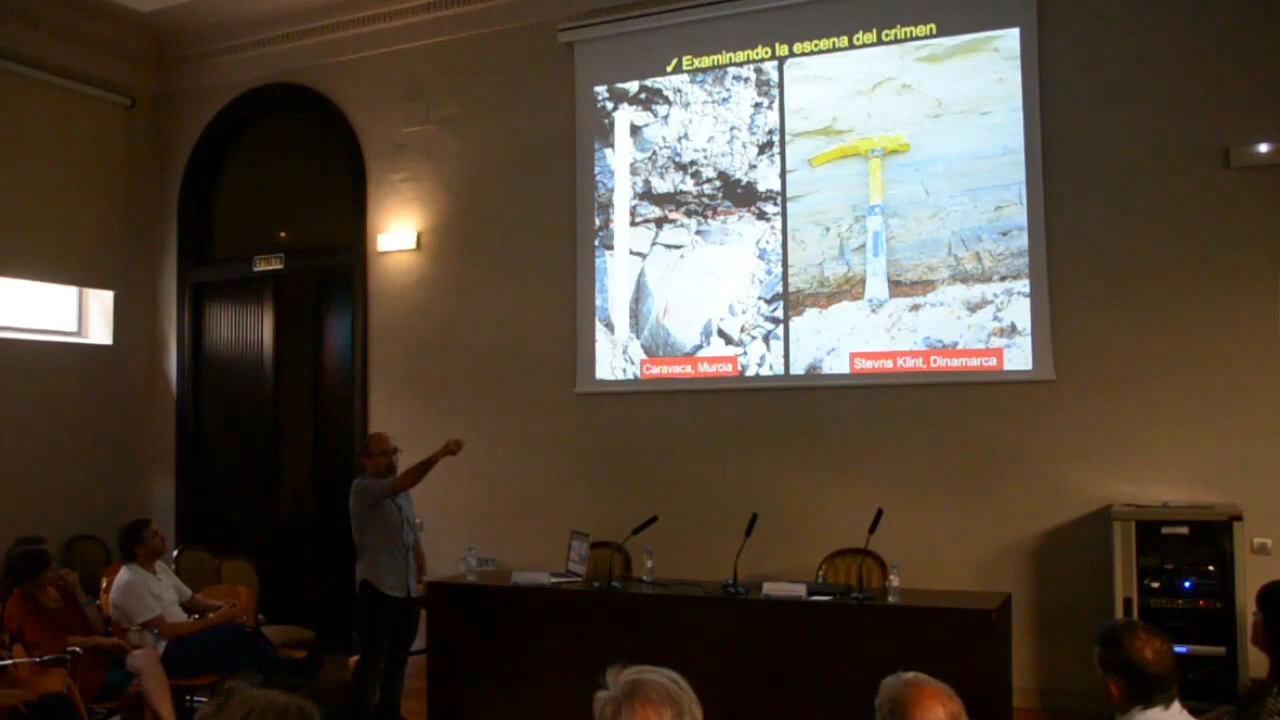 ✓ Examinando la escena del crimen
Caravaca, Murcia
Stevns Klint, Dinamarca